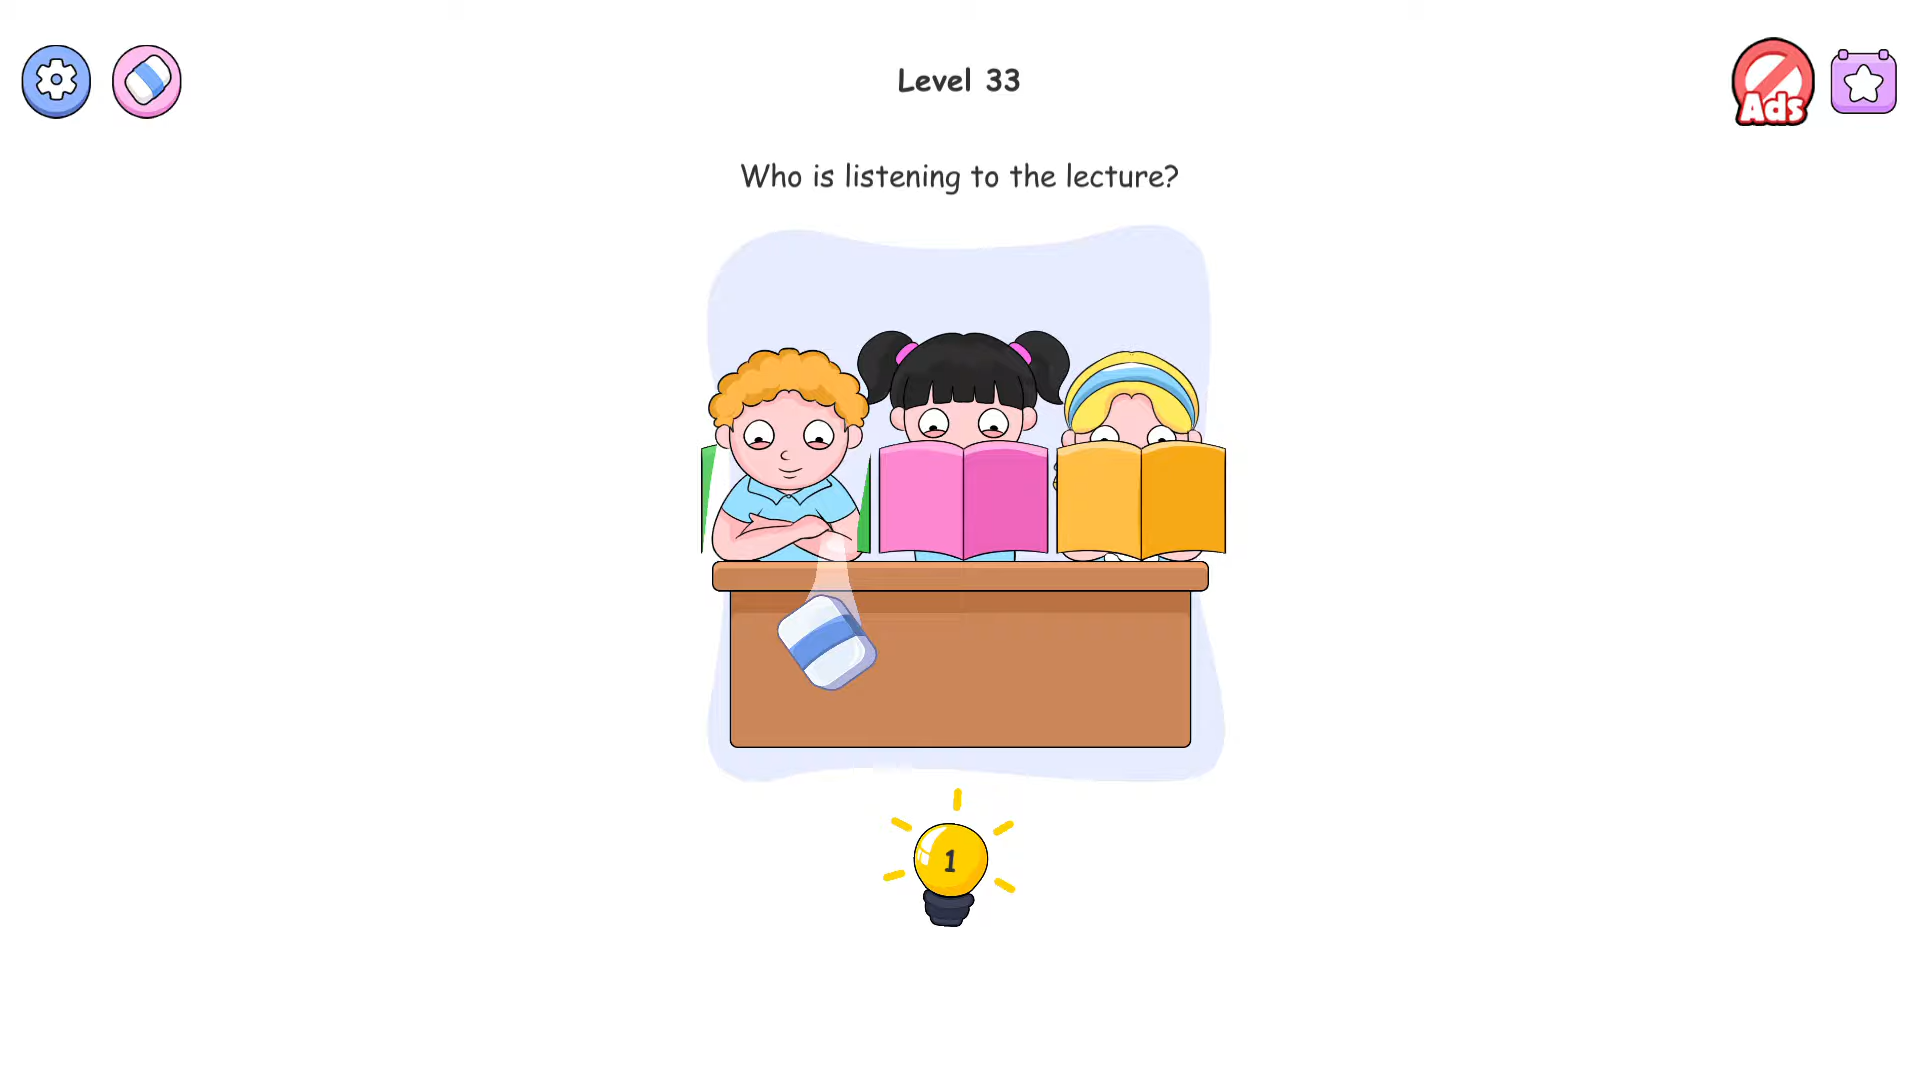 Level 33
Ads
Who is listening to the lecture?
1